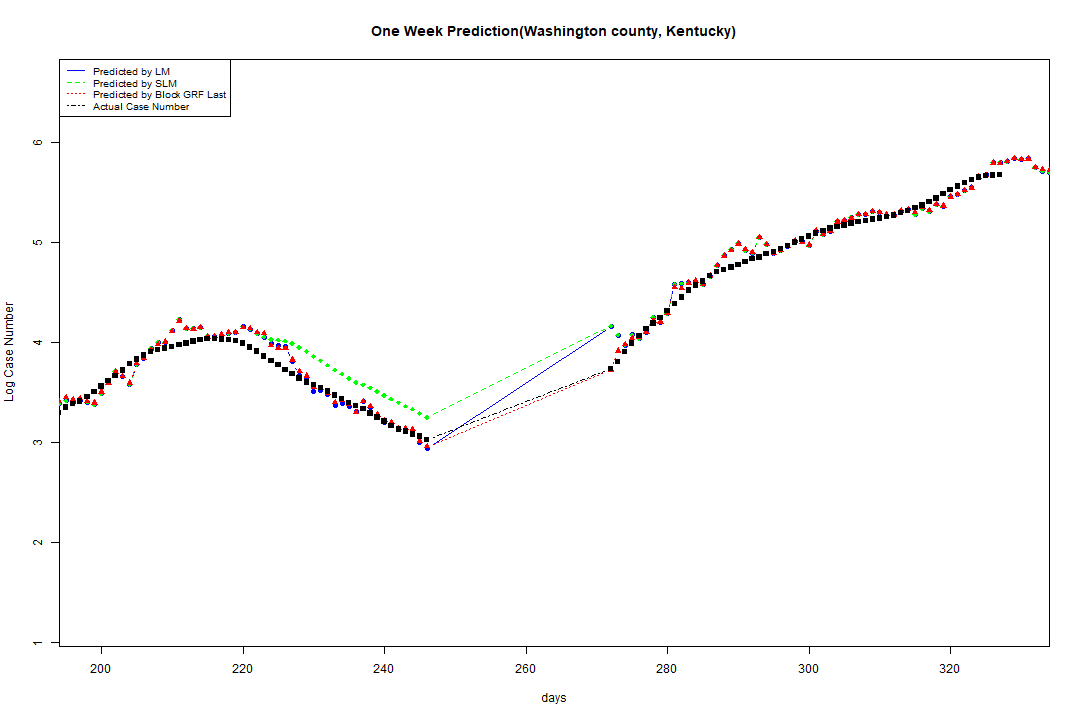 One Week Prediction(Washington county, Kentucky)
Predicted by LM
Predicted by SLM
Predicted by Block GRF Last
Actual Case Number
Log Case Number
6
5
4
3
2
1
200 220 240 260 280 300 320
days